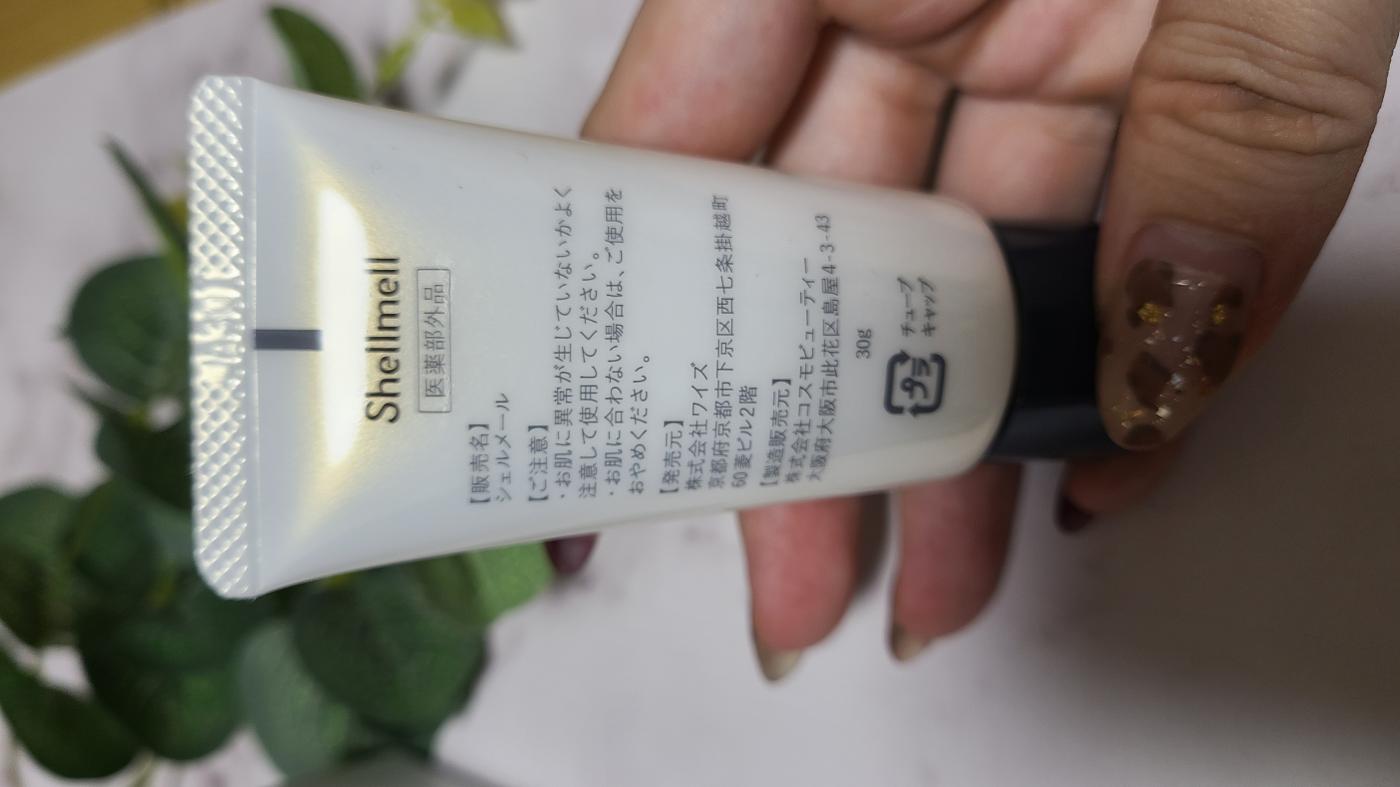 Shellmell
医薬部外品
【販売名】
シェルメール
【ご注意】
・お肌に異常が生じていないかよく
注意して使用してください。
・お肌に合わない場合は、ご使用を
おやめください。
【発売元】
株式会社ワイズ
京都府京都市下京区西七条掛越町
60菱ビル2階
【製造販売元】
株式会社コスモビューティー
大阪府大阪市此花区島屋4-3-43
30g
プラ
チューブ
キャップ